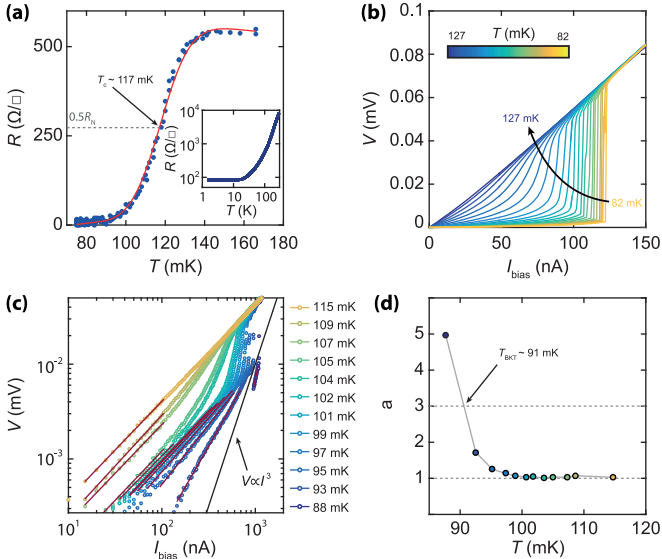 (a)
R (Ω/□)
500
250
0
T_c ~ 117 mK
0.5R_N
R (Ω/□)
10^4
10^3
10^2
1
10
100
T (K)
80
100
120
140
160
180
T (mK)
(b)
V (mV)
0.1
0.08
0.06
0.04
0.02
0
T (mK)
127
82
127 mK
82 mK
0
50
100
150
I_bias (nA)
(c)
V (mV)
10^-2
10^-3
V∝I^3
10^1
10^2
10^3
I_bias (nA)
115 mK
109 mK
107 mK
105 mK
104 mK
102 mK
101 mK
99 mK
97 mK
95 mK
93 mK
88 mK
(d)
a
5
4
3
2
1
0
T_BKT ~ 91 mK
90
100
110
120
T (mK)